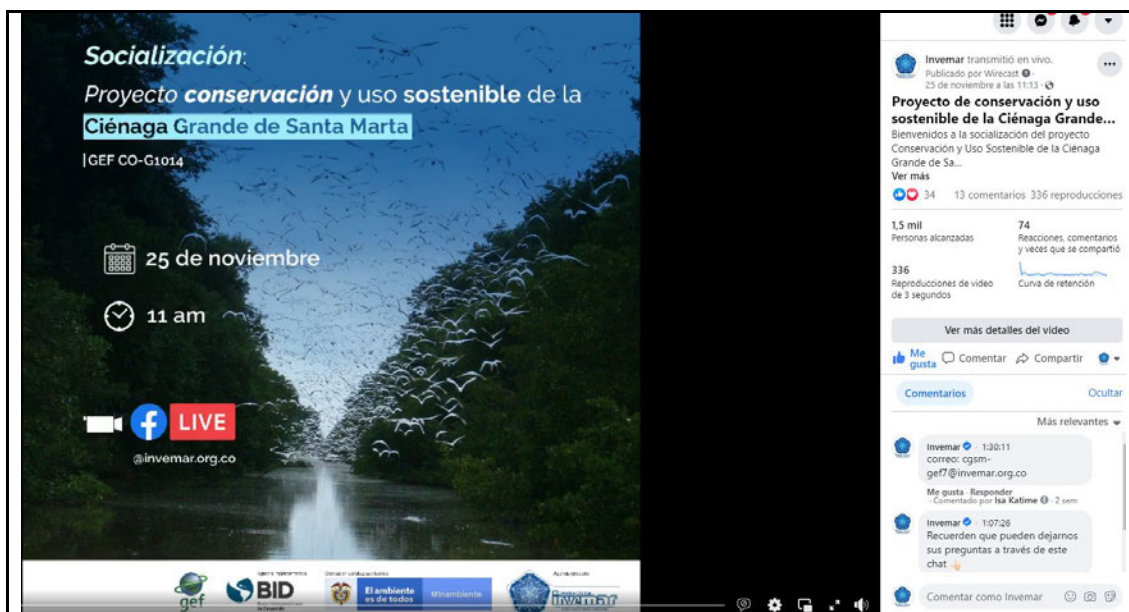 Socialización:
Proyecto conservación y uso sostenible de la
Ciénaga Grande de Santa Marta
|GEF CO-G1014
25 de noviembre
11 am
LIVE
@invemar.org.co
gef
BID
El ambiente
es de todos
Minambiente
invemar
Invemar transmitió en vivo.
Publicado por Wirecast
25 de noviembre a las 11:13 ·
Proyecto de conservación y uso
sostenible de la Ciénaga Grande...
Bienvenidos a la socialización del proyecto
Conservación y Uso Sostenible de la Ciénaga
Grande de Sa...
Ver más
34 13 comentarios 336 reproducciones
1,5 mil
Personas alcanzadas
74
Reacciones, comentarios
y veces que se compartió
336
Reproducciones de video
de 3 segundos
Curva de retención
Ver más detalles del video
Me
gusta
Comentar
Compartir
Comentarios
Ocultar
Más relevantes
Invemar · 1:30:11
correo: cgsm-
gef7@invemar.org.co
Me gusta · Responder
· Comentado por Isa Katime · 2 sem
Invemar · 1:07:26
Recuerden que pueden dejarnos
sus preguntas a través de este
chat
Comentar como Invemar